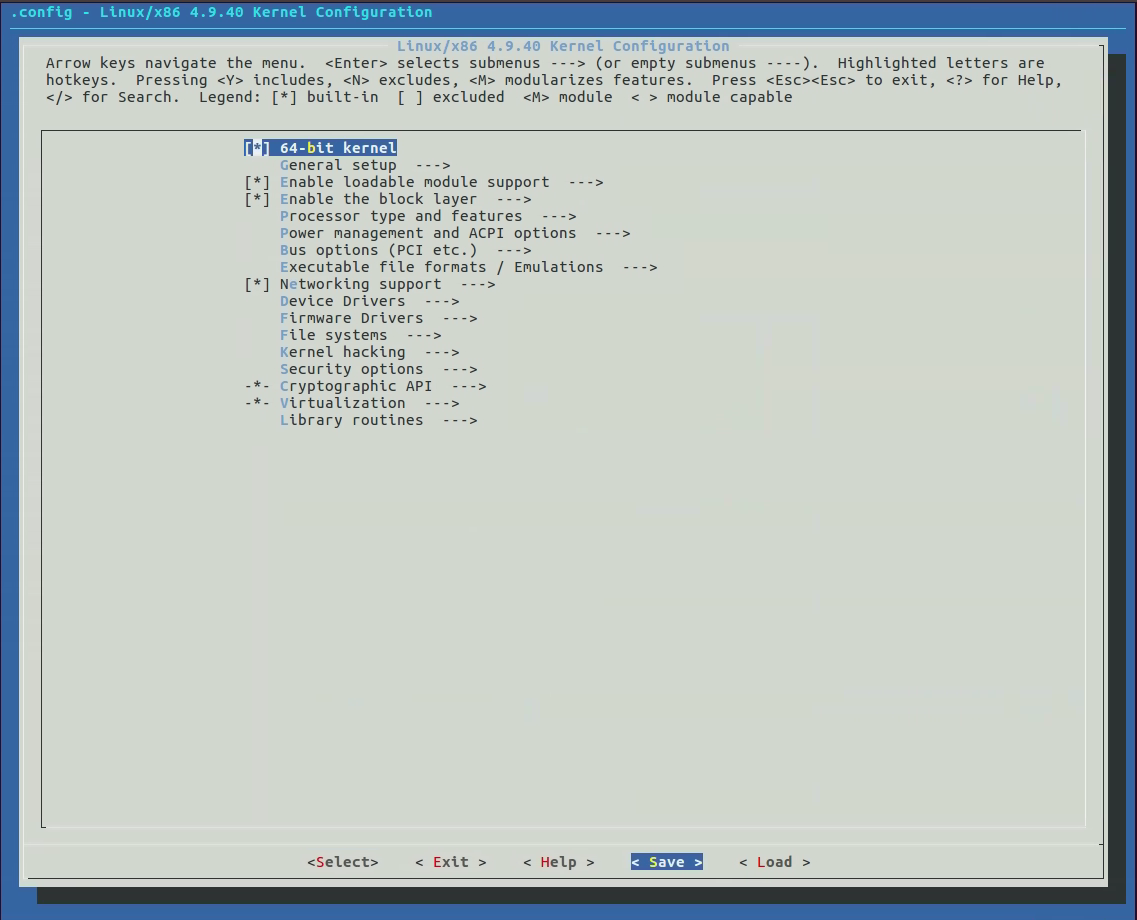 .config - Linux/x86 4.9.40 Kernel Configuration
Linux/x86 4.9.40 Kernel Configuration
Arrow keys navigate the menu.  <Enter> selects submenus ---> (or empty submenus ----).  Highlighted letters are
hotkeys.  Pressing <Y> includes, <N> excludes, <M> modularizes features.  Press <Esc><Esc> to exit, <?> for Help,
</> for Search.  Legend: [*] built-in  [ ] excluded  <M> module  < > module capable
[*] 64-bit kernel
General setup  --->
[*] Enable loadable module support  --->
[*] Enable the block layer  --->
Processor type and features  --->
Power management and ACPI options  --->
Bus options (PCI etc.)  --->
Executable file formats / Emulations  --->
[*] Networking support  --->
Device Drivers  --->
Firmware Drivers  --->
File systems  --->
Kernel hacking  --->
Security options  --->
-*- Cryptographic API  --->
-*- Virtualization  --->
Library routines  --->
<Select>    < Exit >    < Help >    < Save >    < Load >